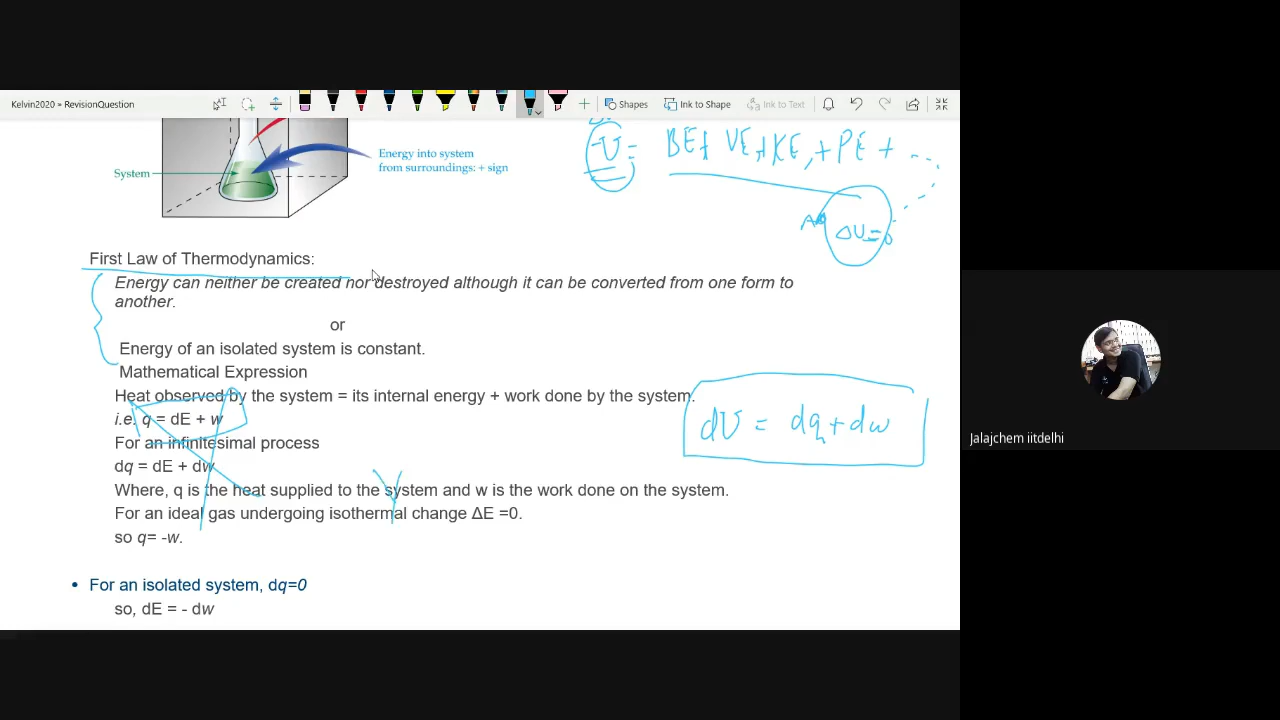 Kelvin2020 » RevisionQuestion
Shapes
Ink to Shape
Ink to Text
Energy into system
from surroundings: + sign
System
U = BE + VE + KE, + PE +
ΔU = 0
First Law of Thermodynamics:
Energy can neither be created nor destroyed although it can be converted from one form to
another.
or
Energy of an isolated system is constant.
Mathematical Expression
Heat observed by the system = its internal energy + work done by the system.
i.e. q = dE + w
For an infinitesimal process
dq = dE + dw
dU = dq + dw
Where, q is the heat supplied to the system and w is the work done on the system.
For an ideal gas undergoing isothermal change ΔE =0.
so q= -w.
• For an isolated system, dq=0
so, dE = - dw
Jalajchem iitdelhi